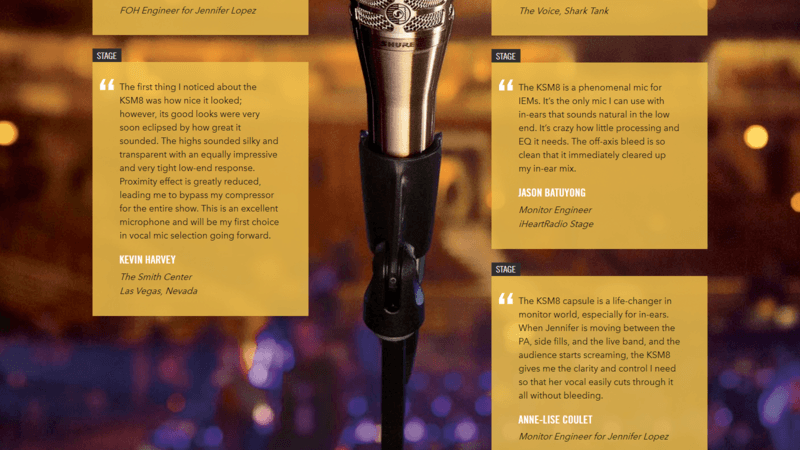 FOH Engineer for Jennifer Lopez
The Voice, Shark Tank
SHURE
STAGE
“ The first thing I noticed about the
KSM8 was how nice it looked;
however, its good looks were very
soon eclipsed by how great it
sounded. The highs sounded silky and
transparent with an equally impressive
and very tight low-end response.
Proximity effect is greatly reduced,
leading me to bypass my compressor
for the entire show. This is an excellent
microphone and will be my first choice
in vocal mic selection going forward.
KEVIN HARVEY
The Smith Center
Las Vegas, Nevada
STAGE
“ The KSM8 is a phenomenal mic for
IEMs. It’s the only mic I can use with
in-ears that sounds natural in the low
end. It’s crazy how little processing and
EQ it needs. The off-axis bleed is so
clean that it immediately cleared up
my in-ear mix.
JASON BATUYONG
Monitor Engineer
iHeartRadio Stage
STAGE
“ The KSM8 capsule is a life-changer in
monitor world, especially for in-ears.
When Jennifer is moving between the
PA, side fills, and the live band, and the
audience starts screaming, the KSM8
gives me the clarity and control I need
so that her vocal easily cuts through it
all without bleeding.
ANNE-LISE COULET
Monitor Engineer for Jennifer Lopez